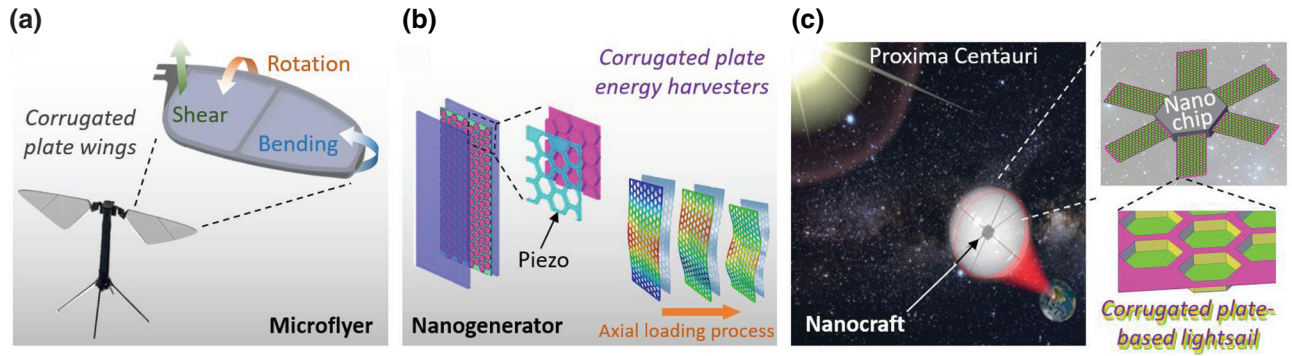 (a)
Rotation
Shear
Corrugated
plate wings
Bending
Microflyer
(b)
Corrugated plate
energy harvesters
Piezo
Nanogenerator
Axial loading process
(c)
Proxima Centauri
Nano
chip
Nanocraft
Corrugated plate-
based lightsail